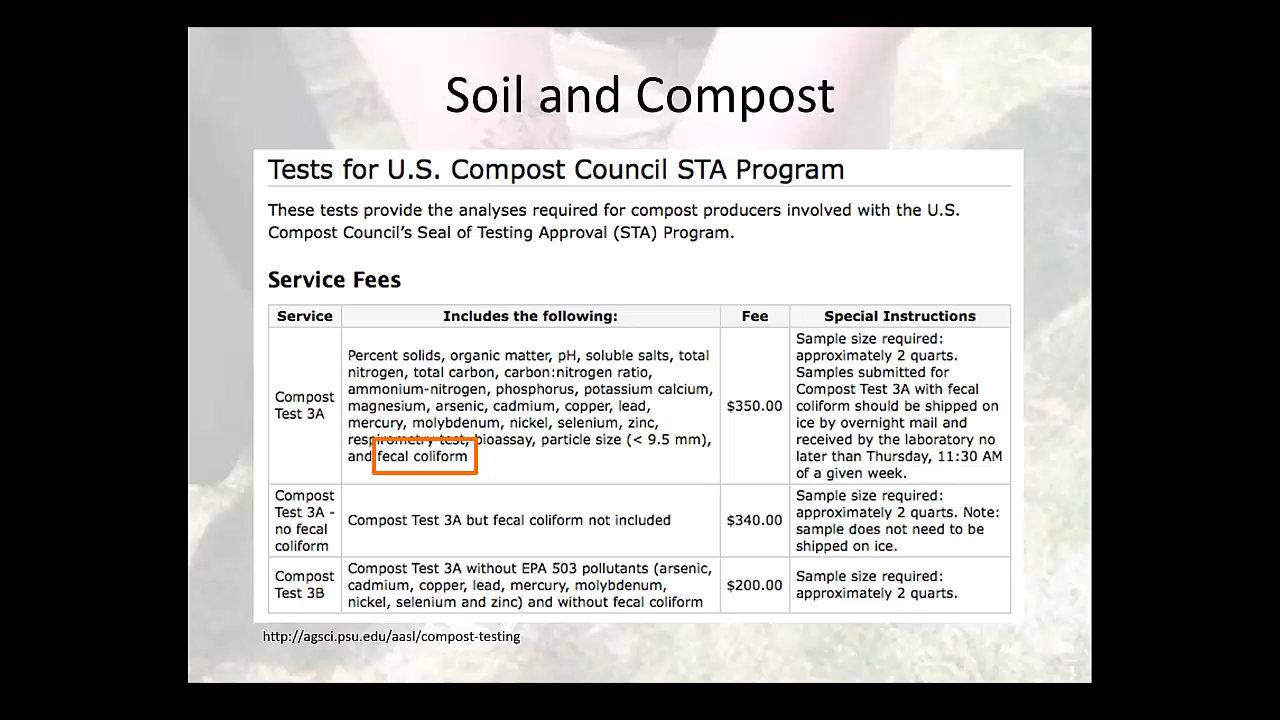 Soil and Compost
Tests for U.S. Compost Council STA Program
These tests provide the analyses required for compost producers involved with the U.S.
Compost Council’s Seal of Testing Approval (STA) Program.
Service Fees
Service
Includes the following:
Fee
Special Instructions
Compost
Test 3A
Percent solids, organic matter, pH, soluble salts, total
nitrogen, total carbon, carbon:nitrogen ratio,
ammonium-nitrogen, phosphorus, potassium calcium,
magnesium, arsenic, cadmium, copper, lead,
mercury, molybdenum, nickel, selenium, zinc,
respirometry test, bioassay, particle size (< 9.5 mm),
and fecal coliform
$350.00
Sample size required:
approximately 2 quarts.
Samples submitted for
Compost Test 3A with fecal
coliform should be shipped on
ice by overnight mail and
received by the laboratory no
later than Thursday, 11:30 AM
of a given week.
Compost
Test 3A -
no fecal
coliform
Compost Test 3A but fecal coliform not included
$340.00
Sample size required:
approximately 2 quarts. Note:
sample does not need to be
shipped on ice.
Compost
Test 3B
Compost Test 3A without EPA 503 pollutants (arsenic,
cadmium, copper, lead, mercury, molybdenum,
nickel, selenium and zinc) and without fecal coliform
$200.00
Sample size required:
approximately 2 quarts.
http://agsci.psu.edu/aasl/compost-testing